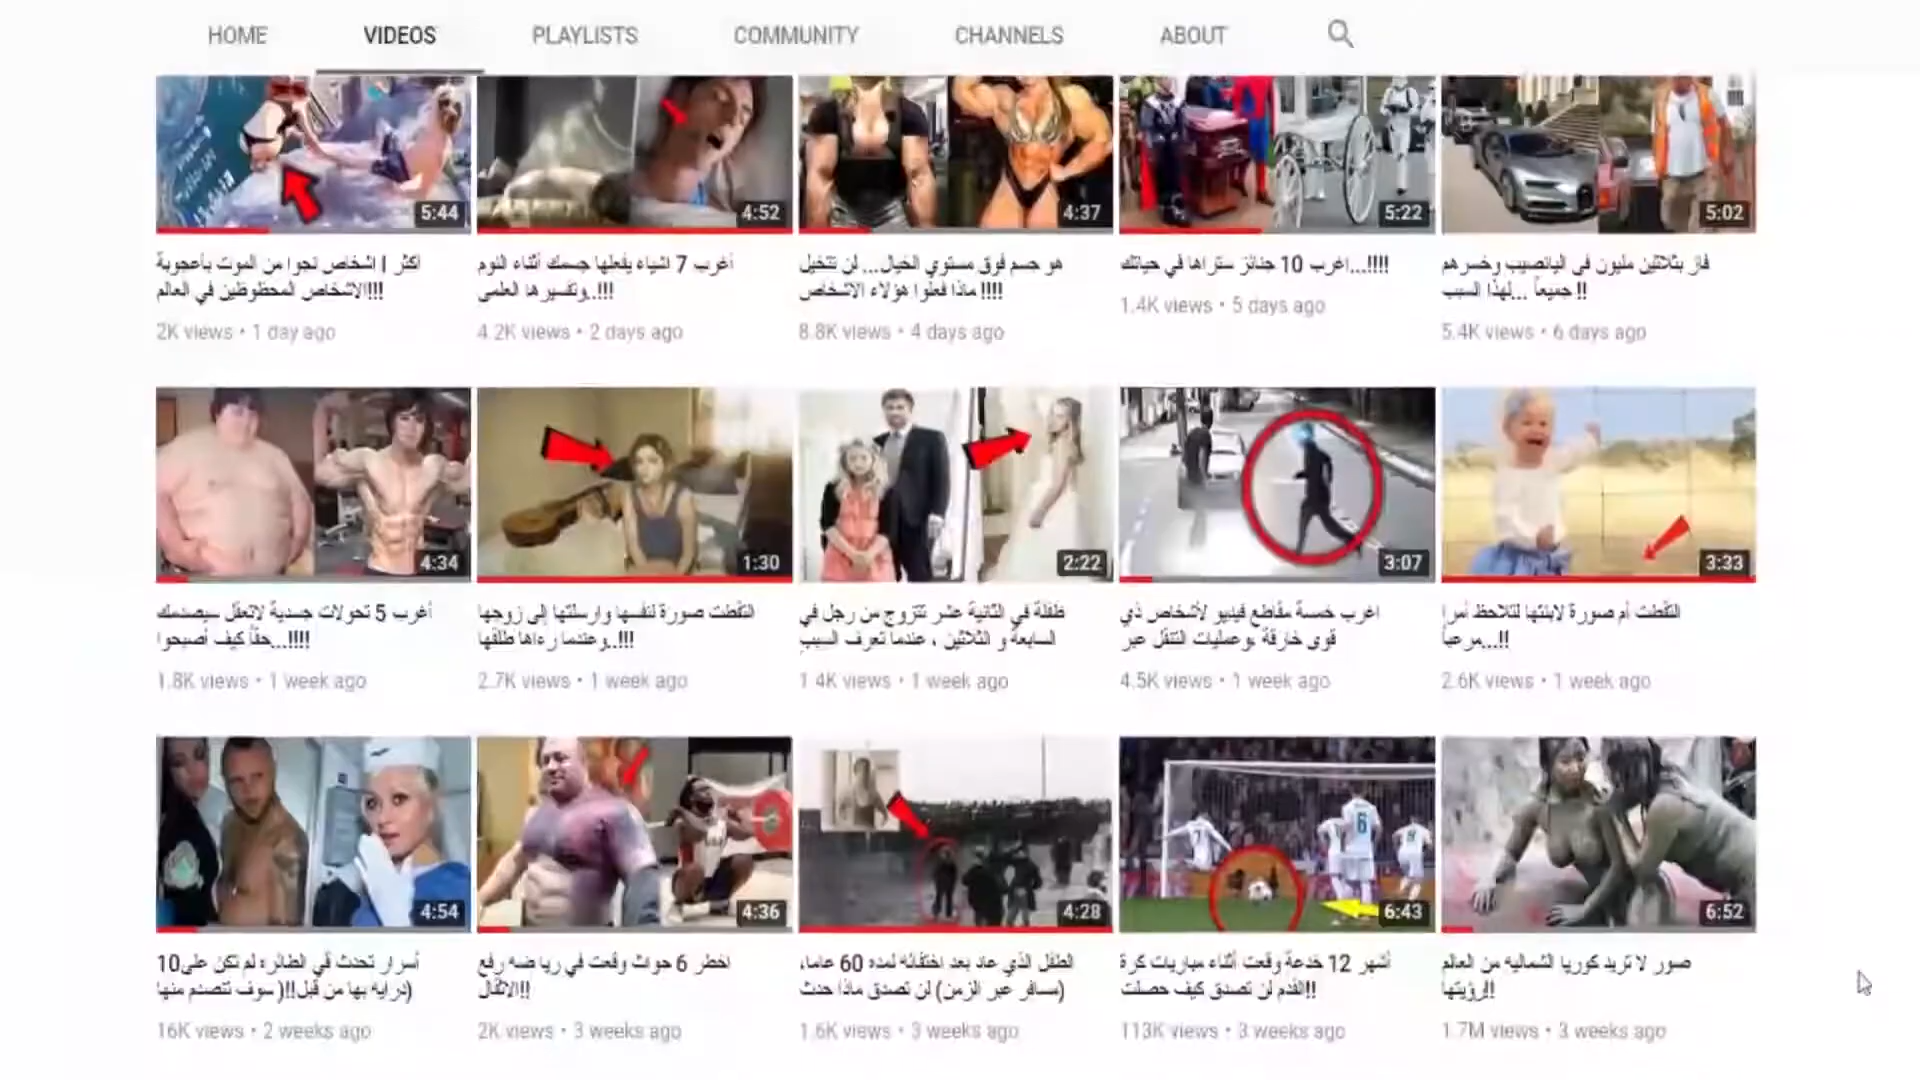 HOME VIDEOS PLAYLISTS COMMUNITY CHANNELS ABOUT
5:44
4:52
4:37
5:22
5:02
أكثر | اشخاص نجوا من الموت بأعجوبة
الاشخاص المحظوظين في العالم!!!
2K views • 1 day ago
أغرب 7 اشياء يفعلها جسمك أثناء النوم
وتفسيرها العلمى..!!!
4.2K views • 2 days ago
هو جسم فوق مستوي الخيال... لن تتخيل
ماذا فعلوا هؤلاء الاشخاص !!!!
8.8K views • 4 days ago
اغرب 10 جنائز ستراها في حياتك...!!!!
1.4K views • 5 days ago
فاز بثلاثين مليون فى اليانصيب وخسرهم
جميعاً ...لهذا السبب !!
5.4K views • 6 days ago
4:34
1:30
2:22
3:07
3:33
أغرب 5 تحولات جسدية لاتعقل سيصدمك
حقاً كيف أصبحوا...!!!!
1.8K views • 1 week ago
التقطت صورة لنفسها وارسلتها إلى زوجها
وعندما رءاها طلقها..!!!
2.7K views • 1 week ago
طفلة في الثانية عشر تتزوج من رجل في
السابعة و الثلاثين ، عندما تعرف السبب
1.4K views • 1 week ago
اغرب خمسة مقاطع فيديو لأشخاص ذي
قوى خارقة ,وعمليات التنقل عبر
4.5K views • 1 week ago
التقطت أم صورة لابنتها لتلاحظ أمرا
مرعباً...!!
2.6K views • 1 week ago
4:54
4:36
4:28
6:43
6:52
10أسرار تحدث في الطائره لم تكن على
درايه بها من قبل!!( سوف تنصدم منها)
16K views • 2 weeks ago
اخطر 6 حوادث وقعت في رياضه رفع
الاثقال!!
2K views • 3 weeks ago
الطفل الذي عاد بعد اختفائه لمده 60 عاما،
(مسافر عبر الزمن) لن تصدق ماذا حدث
1.6K views • 3 weeks ago
أشهر 12 خدعة وقعت أثناء مباريات كرة
القدم لن تصدق كيف حصلت!!
113K views • 3 weeks ago
صور لا تريد كوريا الشماليه من العالم
رؤيتها!!
1.7M views • 3 weeks ago